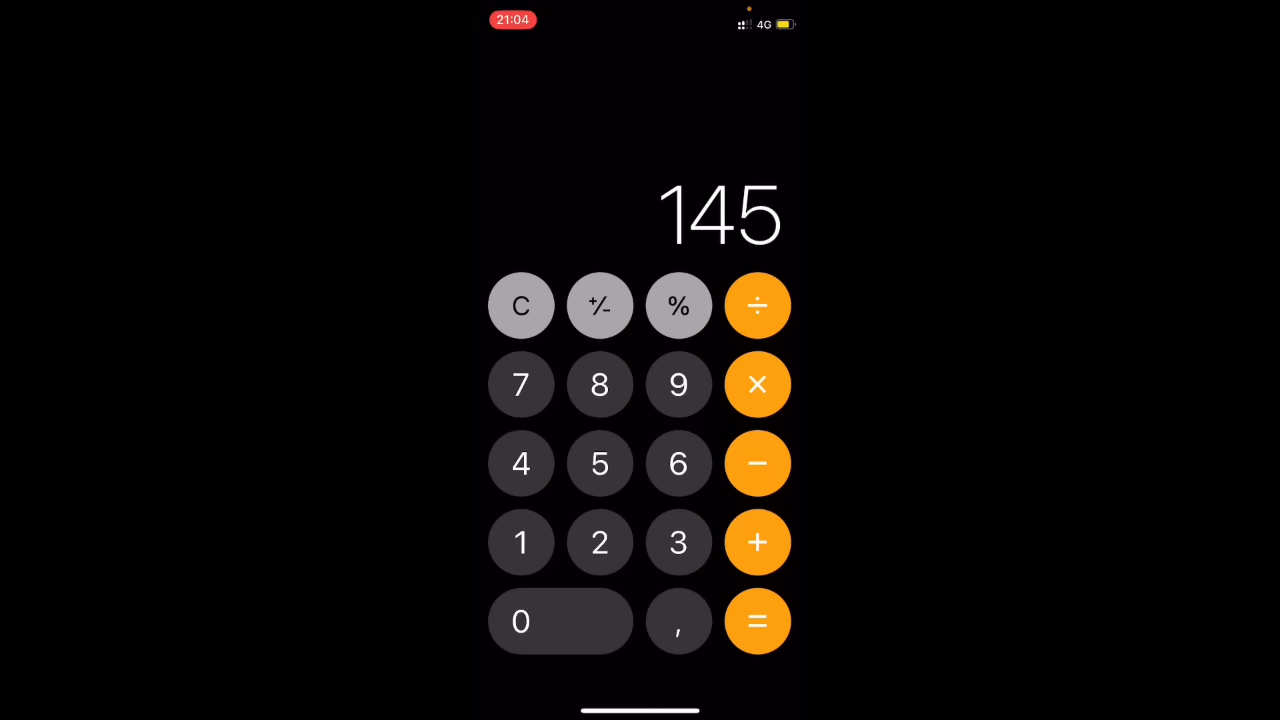 21:04
4G
145
C +/- % ÷
7 8 9 ×
4 5 6 −
1 2 3 +
0 , =